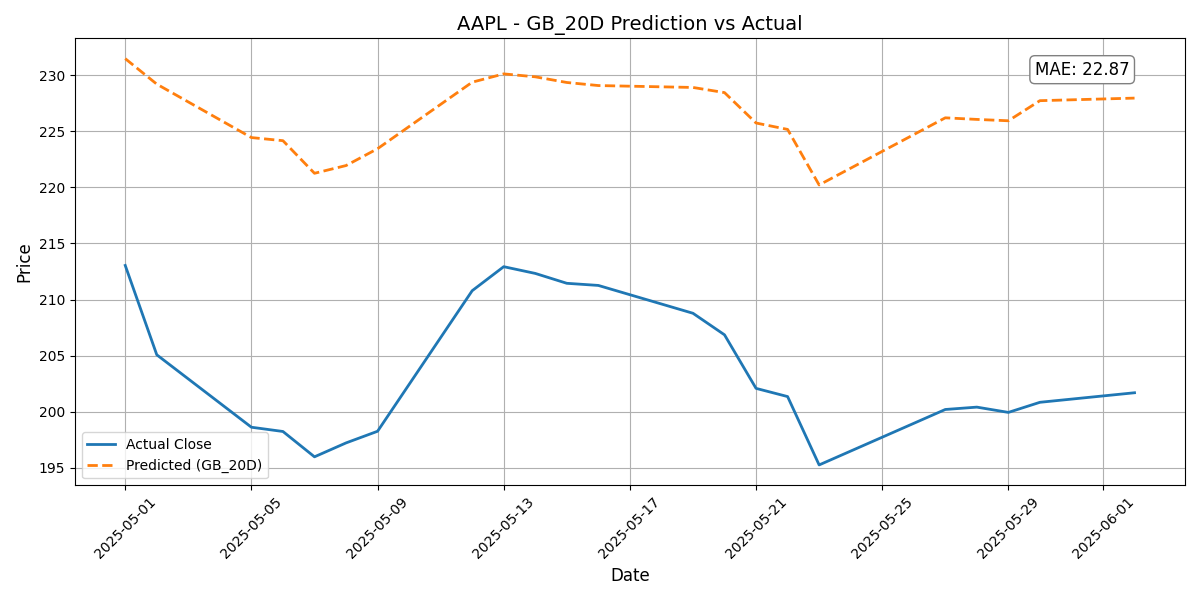 AAPL - GB_20D Prediction vs Actual
MAE: 22.87
Price
230
225
220
215
210
205
200
195
Actual Close
Predicted (GB_20D)
2025-05-01
2025-05-05
2025-05-09
2025-05-13
2025-05-17
2025-05-21
2025-05-25
2025-05-29
2025-06-01
Date